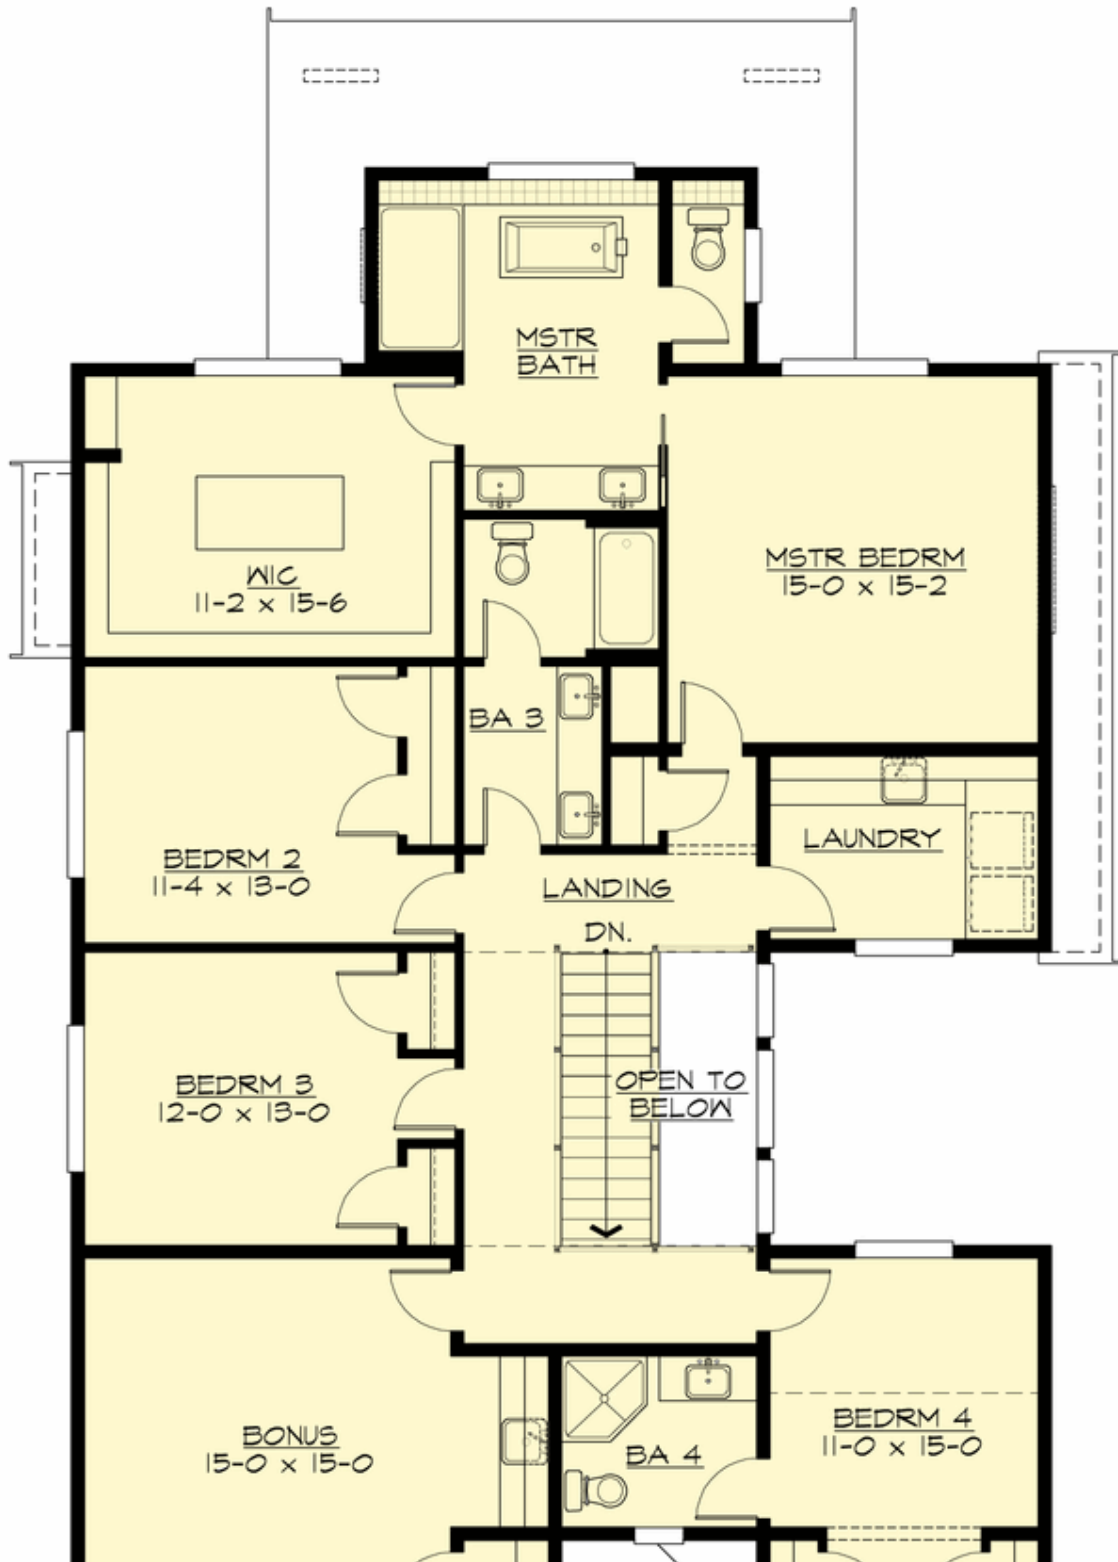 MSTR
BATH
WIC
11-2 x 15-6
MSTR BEDRM
15-0 x 15-2
BA 3
BEDRM 2
11-4 x 13-0
LAUNDRY
LANDING
DN.
BEDRM 3
12-0 x 13-0
OPEN TO
BELOW
BONUS
15-0 x 15-0
BA 4
BEDRM 4
11-0 x 15-0